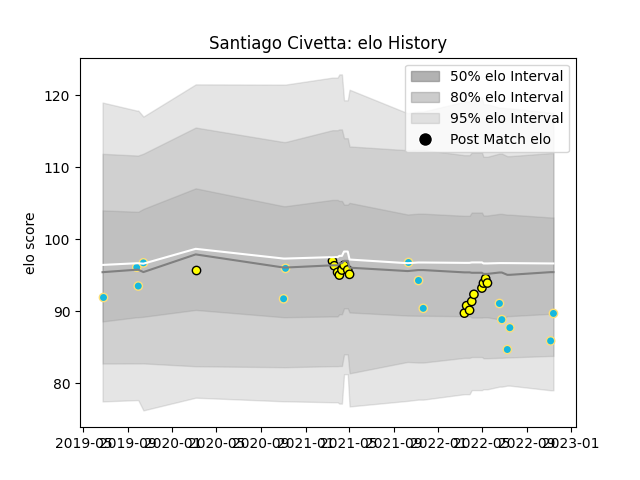 Santiago Civetta: elo History
50% elo Interval
80% elo Interval
95% elo Interval
Post Match elo
elo score
120
110
100
90
80
2019-05 2019-09 2020-01 2020-05 2020-09 2021-01 2021-05 2021-09 2022-01 2022-05 2022-09 2023-01